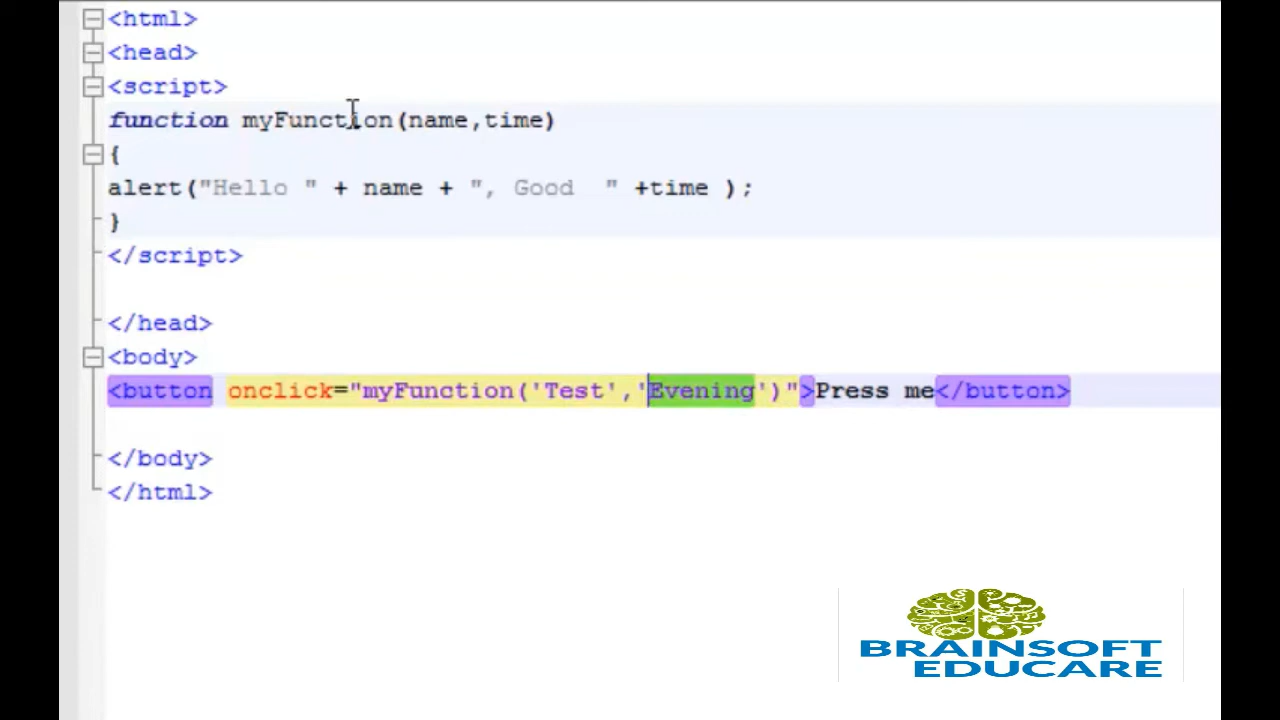 <html>
<head>
<script>
function myFunction(name,time)
{
alert("Hello " + name + ", Good  " +time );
}
</script>
</head>
<body>
<button onclick="myFunction('Test','Evening')">Press me</button>
</body>
</html>
BRAINSOFT
EDUCARE